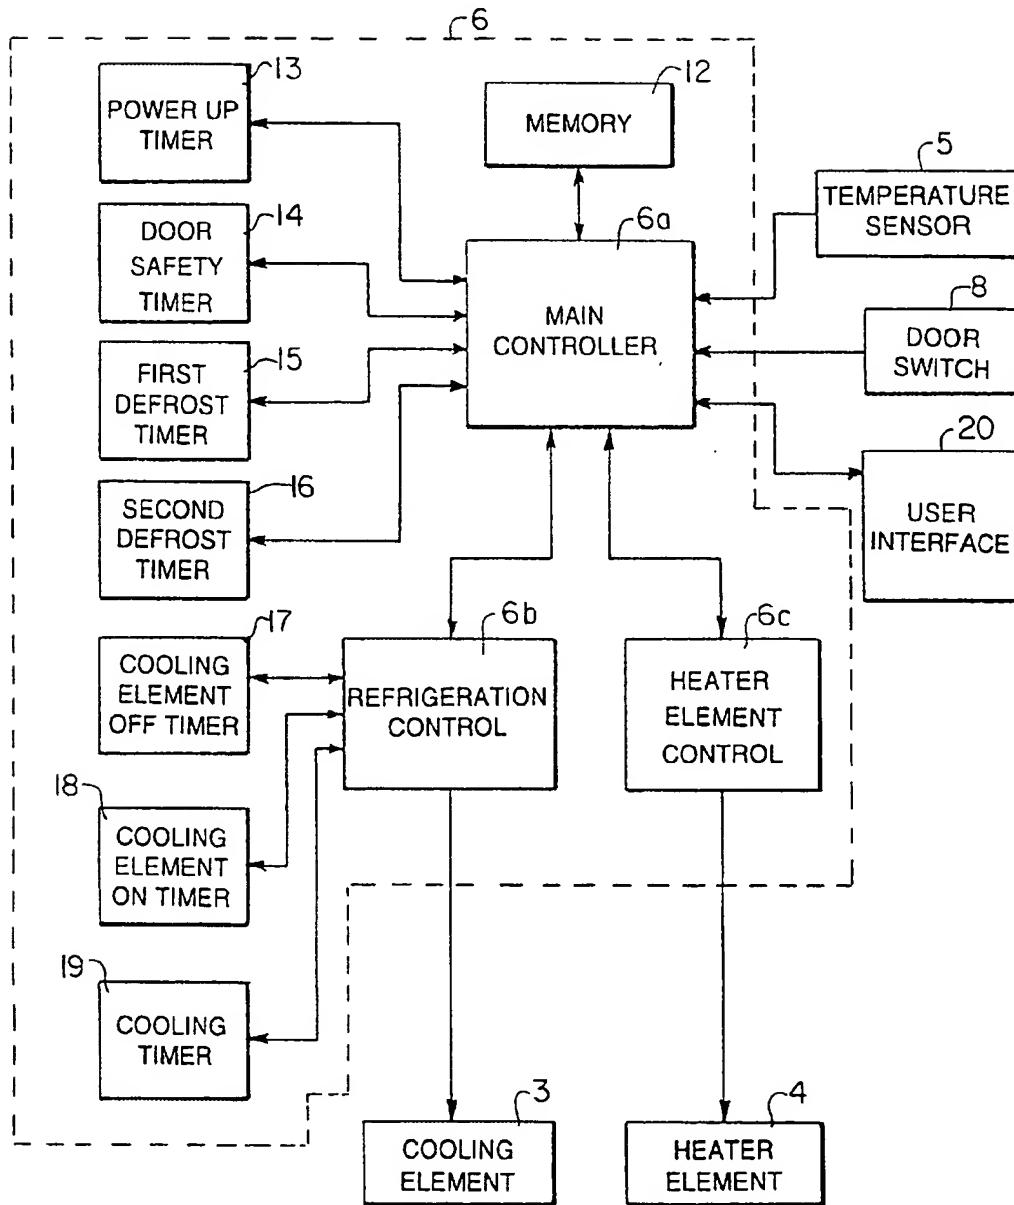 6
13
POWER UP
TIMER
12
MEMORY
5
TEMPERATURE
SENSOR
14
DOOR
SAFETY
TIMER
6a
MAIN
CONTROLLER
8
DOOR
SWITCH
15
FIRST
DEFROST
TIMER
20
USER
INTERFACE
16
SECOND
DEFROST
TIMER
17
COOLING
ELEMENT
OFF TIMER
6b
REFRIGERATION
CONTROL
6c
HEATER
ELEMENT
CONTROL
18
COOLING
ELEMENT
ON TIMER
19
COOLING
TIMER
3
COOLING
ELEMENT
4
HEATER
ELEMENT